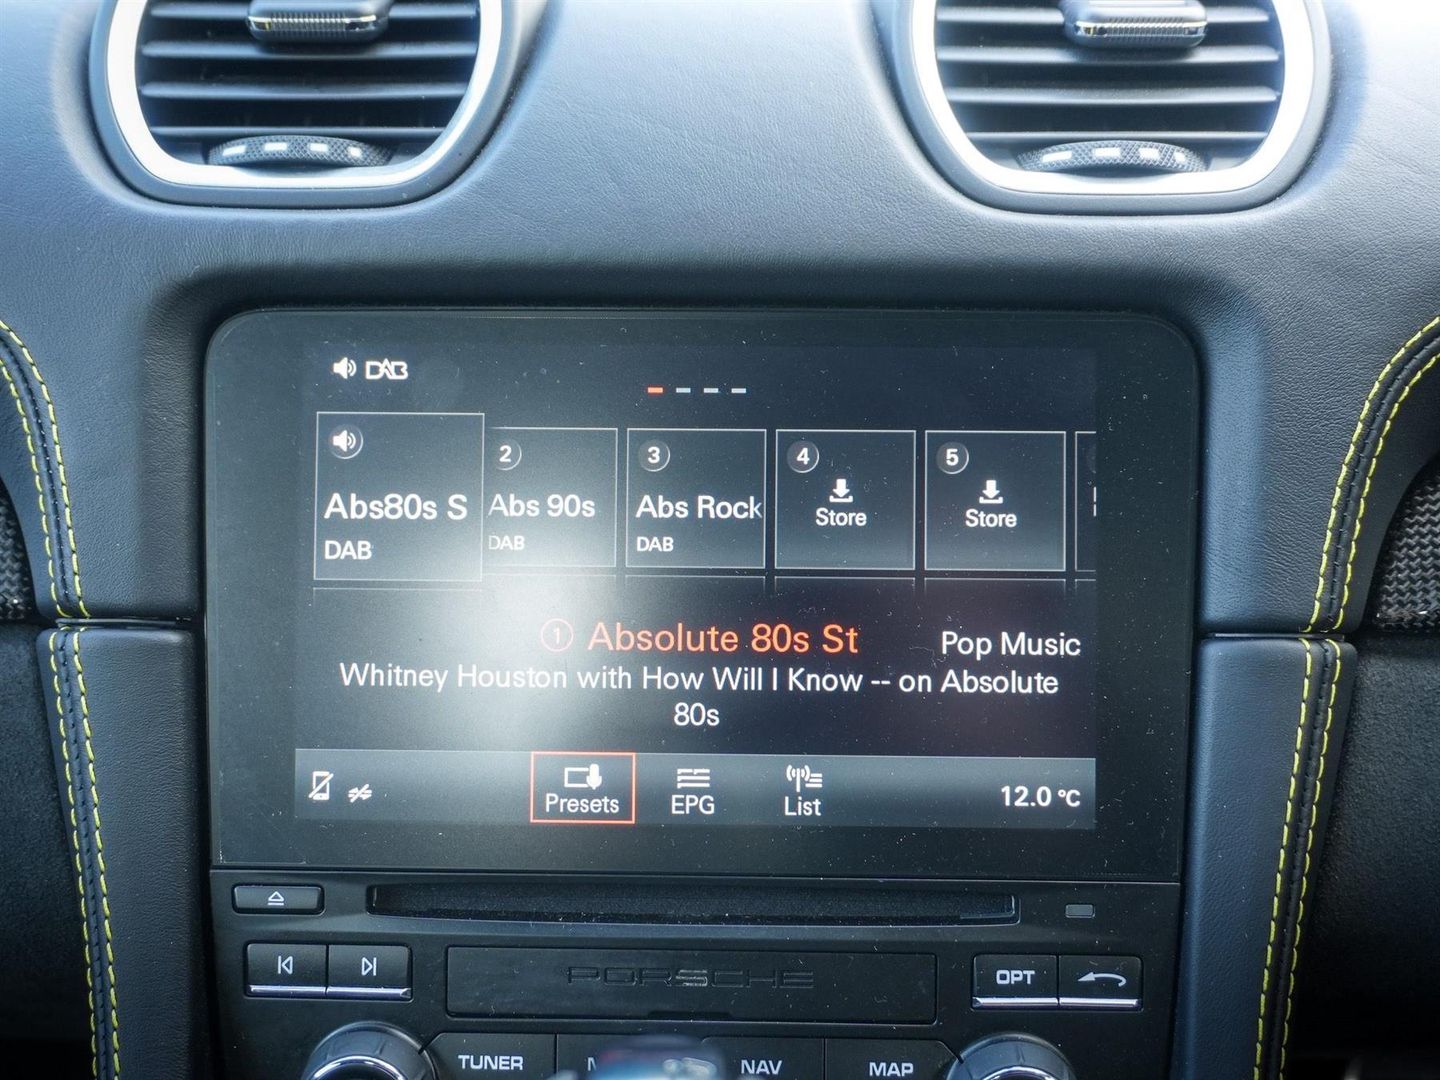 DAB
2
3
4
5
Abs80s S
DAB
Abs 90s
DAB
Abs Rock
DAB
Store
Store
1 Absolute 80s St
Pop Music
Whitney Houston with How Will I Know -- on Absolute
80s
Presets
EPG
List
12.0 °C
PORSCHE
OPT
TUNER
NAV
MAP